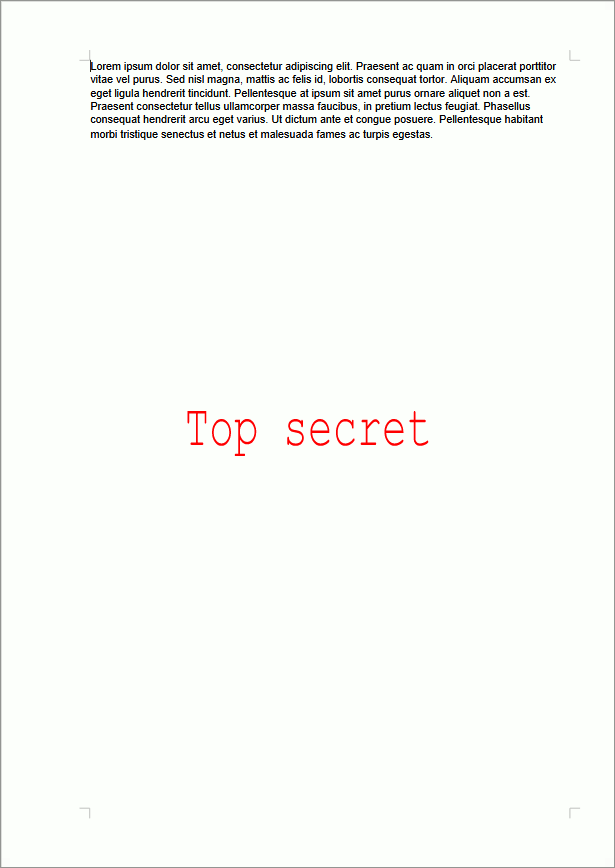 Lorem ipsum dolor sit amet, consectetur adipiscing elit. Praesent ac quam in orci placerat porttitor
vitae vel purus. Sed nisl magna, mattis ac felis id, lobortis consequat tortor. Aliquam accumsan ex
eget ligula hendrerit tincidunt. Pellentesque at ipsum sit amet purus ornare aliquet non a est.
Praesent consectetur tellus ullamcorper massa faucibus, in pretium lectus feugiat. Phasellus
consequat hendrerit arcu eget varius. Ut dictum ante et congue posuere. Pellentesque habitant
morbi tristique senectus et netus et malesuada fames ac turpis egestas.
Top secret